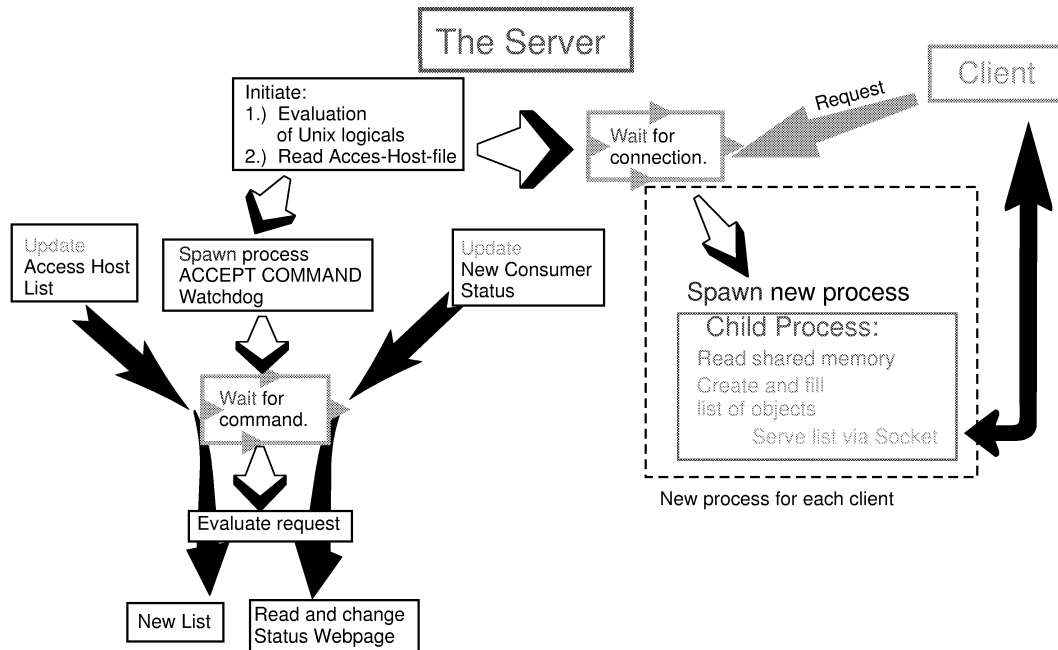 The Server
Client
Request
Initiate:
1.) Evaluation
of Unix logicals
2.) Read Acces-Host-file
Wait for
connection.
Update
Access Host
List
Spawn process
ACCEPT COMMAND
Watchdog
Update
New Consumer
Status
Spawn new process
Child Process:
Read shared memory
Create and fill
list of objects
Serve list via Socket
New process for each client
Wait for
command.
Evaluate request
New List
Read and change
Status Webpage